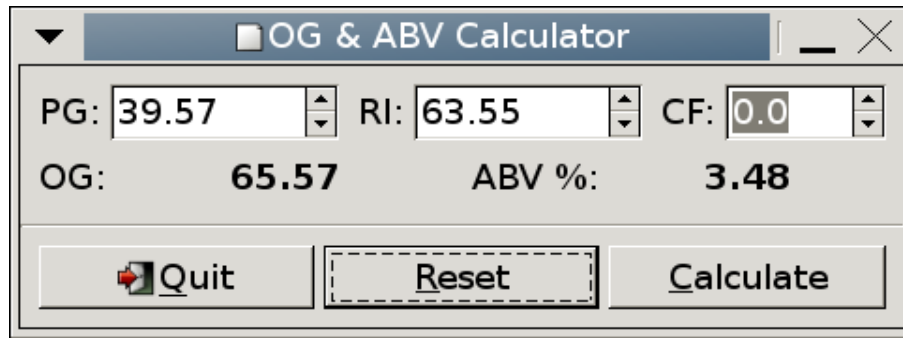 OG & ABV Calculator
PG: 39.57 RI: 63.55 CF: 0.0
OG: 65.57 ABV %: 3.48
Quit Reset Calculate